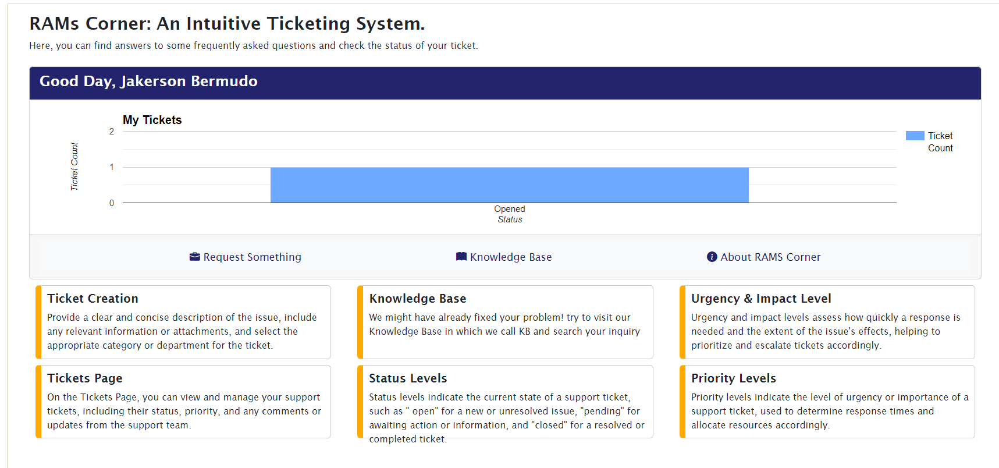 RAMs Corner: An Intuitive Ticketing System.
Here, you can find answers to some frequently asked questions and check the status of your ticket.
Good Day, Jakerson Bermudo
My Tickets
2
1
0
Ticket Count
Opened
Status
Ticket
Count
Request Something
Knowledge Base
About RAMS Corner
Ticket Creation
Provide a clear and concise description of the issue, include
any relevant information or attachments, and select the
appropriate category or department for the ticket.
Knowledge Base
We might have already fixed your problem! try to visit our
Knowledge Base in which we call KB and search your inquiry
Urgency & Impact Level
Urgency and impact levels assess how quickly a response is
needed and the extent of the issue's effects, helping to
prioritize and escalate tickets accordingly.
Tickets Page
On the Tickets Page, you can view and manage your support
tickets, including their status, priority, and any comments or
updates from the support team.
Status Levels
Status levels indicate the current state of a support ticket,
such as " open" for a new or unresolved issue, "pending" for
awaiting action or information, and "closed" for a resolved or
completed ticket.
Priority Levels
Priority levels indicate the level of urgency or importance of a
support ticket, used to determine response times and
allocate resources accordingly.